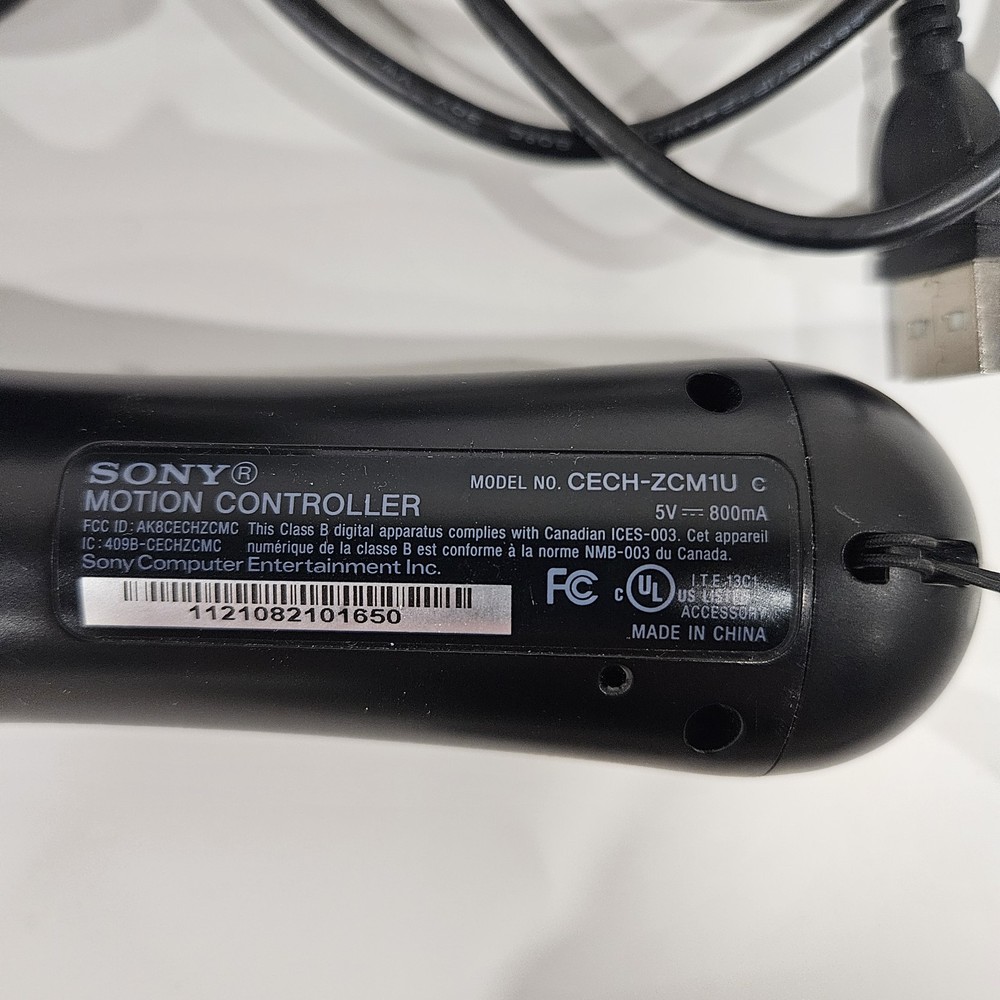 SONY®
MOTION CONTROLLER
MODEL NO. CECH-ZCM1U C
5V ⎓ 800mA
FCC ID: AK8CECHZCMC
IC: 409B-CECHZCMC
This Class B digital apparatus complies with Canadian ICES-003. Cet appareil
numérique de la classe B est conforme à la norme NMB-003 du Canada.
Sony Computer Entertainment Inc.
1121082101650
FC
C UL US LISTED
I.T.E. 13C1
ACCESSORY
MADE IN CHINA